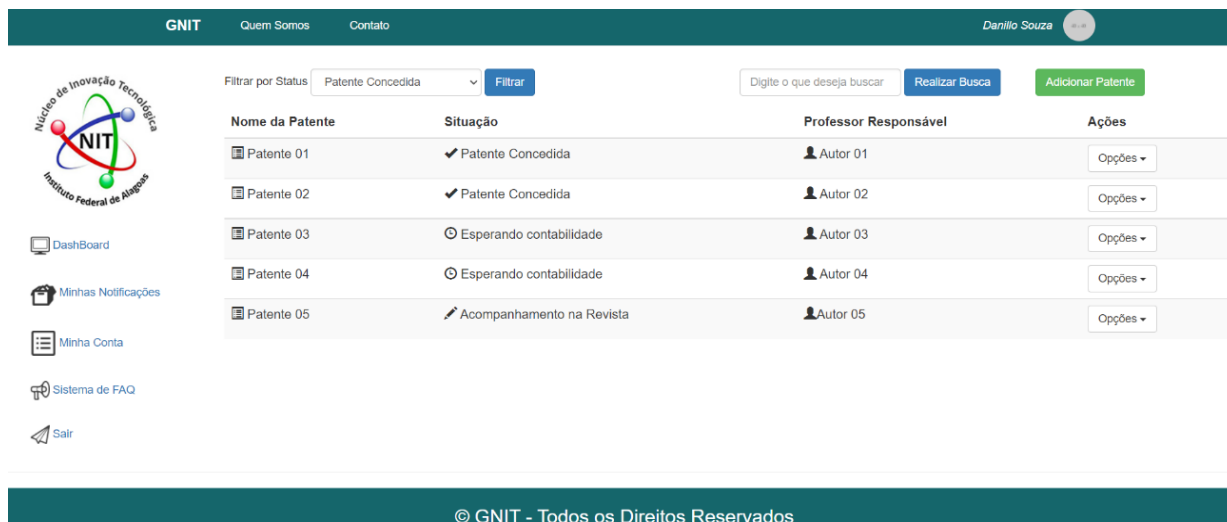 GNIT Quem Somos Contato Danillo Souza
Núcleo de Inovação Tecnológica
NIT
Instituto Federal de Alagoas
Filtrar por Status Patente Concedida Filtrar Digite o que deseja buscar Realizar Busca Adicionar Patente
Nome da Patente Situação Professor Responsável Ações
Patente 01 Patente Concedida Autor 01 Opções
Patente 02 Patente Concedida Autor 02 Opções
Patente 03 Esperando contabilidade Autor 03 Opções
Patente 04 Esperando contabilidade Autor 04 Opções
Patente 05 Acompanhamento na Revista Autor 05 Opções
DashBoard
Minhas Notificações
Minha Conta
Sistema de FAQ
Sair
© GNIT - Todos os Direitos Reservados